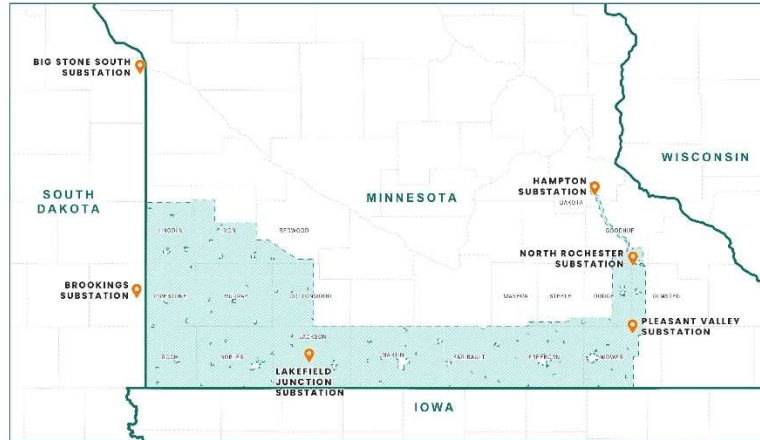 BIG STONE SOUTH
SUBSTATION
WISCONSIN
HAMPTON
SUBSTATION
SOUTH
DAKOTA
MINNESOTA
DAKOTA
LINCOLN
LYON
REDWOOD
GOODHUE
NORTH ROCHESTER
SUBSTATION
BROOKINGS
SUBSTATION
PIPESTONE
MURRAY
COTTONWOOD
WASECA
STEELE
DODGE
OLMSTED
PLEASANT VALLEY
SUBSTATION
JACKSON
ROCK
NOBLES
MARTIN
FARIBAULT
FREEBORN
MOWER
LAKEFIELD
JUNCTION
SUBSTATION
IOWA